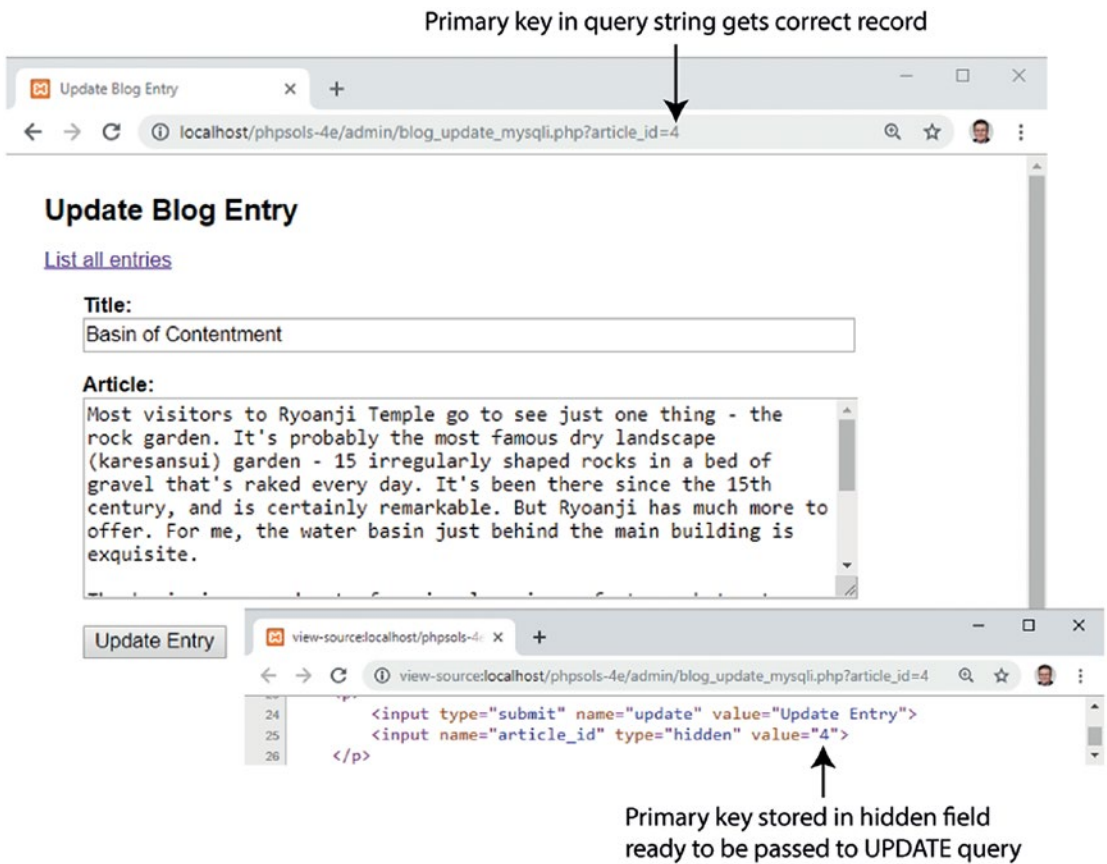 Primary key in query string gets correct record
Update Blog Entry
localhost/phpsols-4e/admin/blog_update_mysqli.php?article_id=4
Update Blog Entry
List all entries
Title:
Basin of Contentment
Article:
Most visitors to Ryoanji Temple go to see just one thing - the
rock garden. It's probably the most famous dry landscape
(karesansui) garden - 15 irregularly shaped rocks in a bed of
gravel that's raked every day. It's been there since the 15th
century, and is certainly remarkable. But Ryoanji has much more to
offer. For me, the water basin just behind the main building is
exquisite.
Update Entry
view-source:localhost/phpsols-4e
view-source:localhost/phpsols-4e/admin/blog_update_mysqli.php?article_id=4
24 <input type="submit" name="update" value="Update Entry">
25 <input name="article_id" type="hidden" value="4">
26 </p>
Primary key stored in hidden field
ready to be passed to UPDATE query